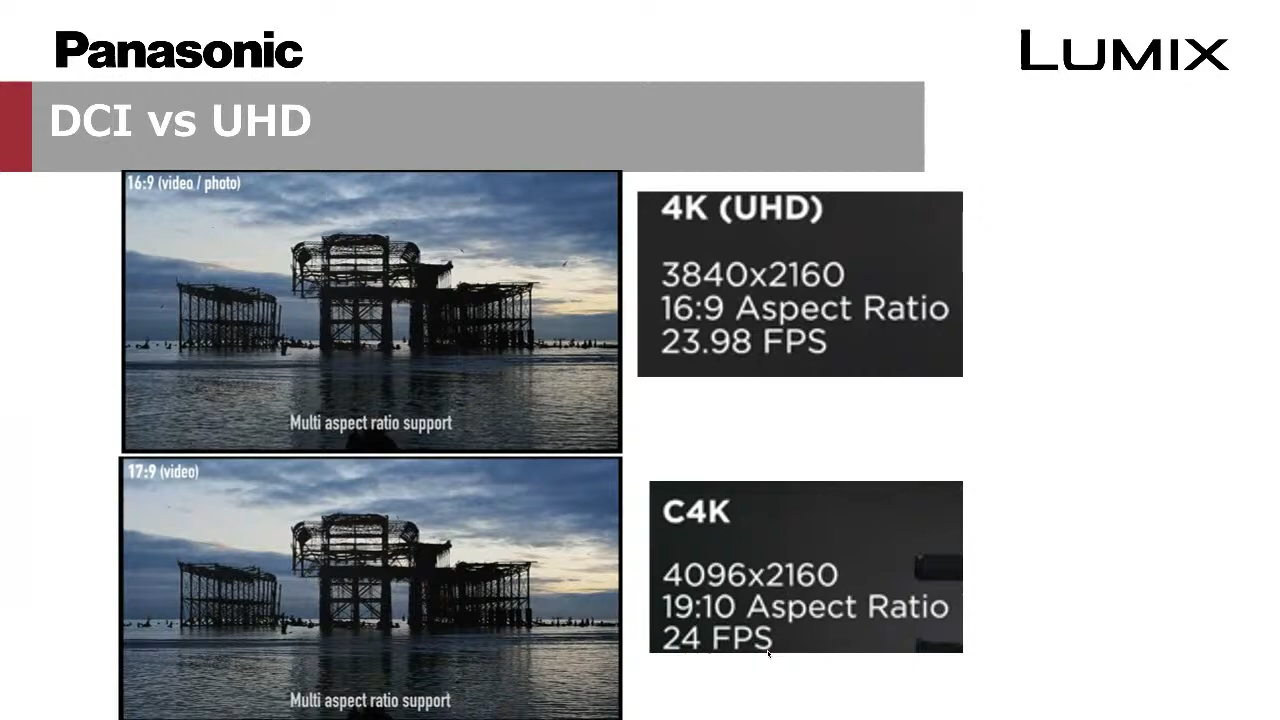 Panasonic
LUMIX
DCI vs UHD
16:9 (video / photo)
Multi aspect ratio support
4K (UHD)
3840x2160
16:9 Aspect Ratio
23.98 FPS
17:9 (video)
Multi aspect ratio support
C4K
4096x2160
19:10 Aspect Ratio
24 FPS